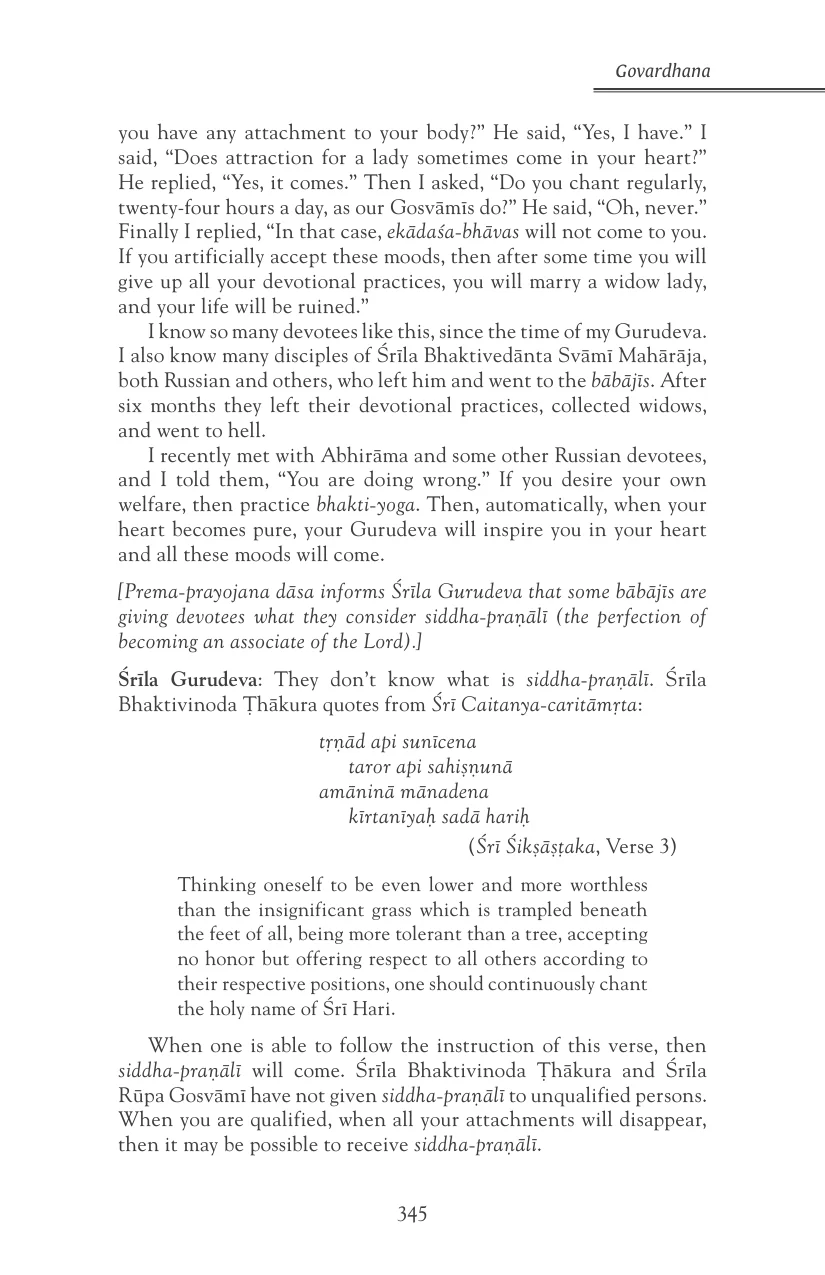 Govardhana
you have any attachment to your body?” He said, “Yes, I have.” I
said, “Does attraction for a lady sometimes come in your heart?”
He replied, “Yes, it comes.” Then I asked, “Do you chant regularly,
twenty-four hours a day, as our Gosvāmīs do?” He said, “Oh, never.”
Finally I replied, “In that case, ekādaśa-bhāvas will not come to you.
If you artificially accept these moods, then after some time you will
give up all your devotional practices, you will marry a widow lady,
and your life will be ruined.”
I know so many devotees like this, since the time of my Gurudeva.
I also know many disciples of Śrīla Bhaktivedānta Svāmī Mahārāja,
both Russian and others, who left him and went to the bābājīs. After
six months they left their devotional practices, collected widows,
and went to hell.
I recently met with Abhirāma and some other Russian devotees,
and I told them, “You are doing wrong.” If you desire your own
welfare, then practice bhakti-yoga. Then, automatically, when your
heart becomes pure, your Gurudeva will inspire you in your heart
and all these moods will come.
[Prema-prayojana dāsa informs Śrīla Gurudeva that some bābājīs are
giving devotees what they consider siddha-praṇālī (the perfection of
becoming an associate of the Lord).]
Śrīla Gurudeva: They don’t know what is siddha-praṇālī. Śrīla
Bhaktivinoda Ṭhākura quotes from Śrī Caitanya-caritāmṛta:
tṛṇād api sunīcena
taror api sahiṣṇunā
amāninā mānadena
kīrtanīyaḥ sadā hariḥ
(Śrī Śikṣāṣṭaka, Verse 3)
Thinking oneself to be even lower and more worthless
than the insignificant grass which is trampled beneath
the feet of all, being more tolerant than a tree, accepting
no honor but offering respect to all others according to
their respective positions, one should continuously chant
the holy name of Śrī Hari.
When one is able to follow the instruction of this verse, then
siddha-praṇālī will come. Śrīla Bhaktivinoda Ṭhākura and Śrīla
Rūpa Gosvāmī have not given siddha-praṇālī to unqualified persons.
When you are qualified, when all your attachments will disappear,
then it may be possible to receive siddha-praṇālī.
345